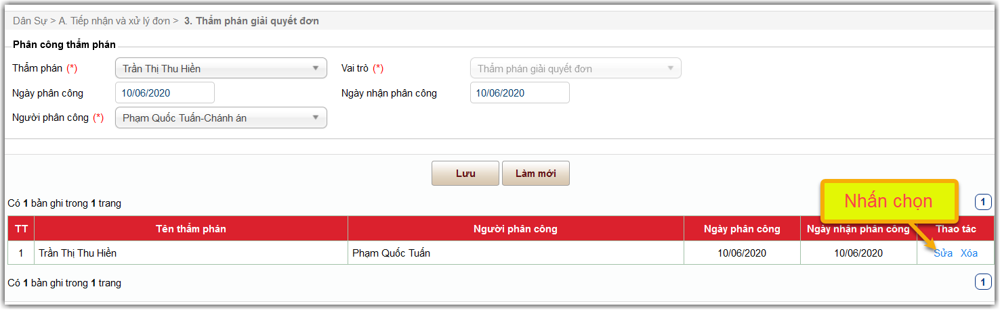 Dân Sự > A. Tiếp nhận và xử lý đơn > 3. Thẩm phán giải quyết đơn
Phân công thẩm phán
Thẩm phán (*) Trần Thị Thu Hiền Vai trò (*) Thẩm phán giải quyết đơn
Ngày phân công 10/06/2020 Ngày nhận phân công 10/06/2020
Người phân công (*) Phạm Quốc Tuấn-Chánh án
Lưu Làm mới
Nhấn chọn
Có 1 bản ghi trong 1 trang 1
TT Tên thẩm phán Người phân công Ngày phân công Ngày nhận phân công Thao tác
1 Trần Thị Thu Hiền Phạm Quốc Tuấn 10/06/2020 10/06/2020 Sửa Xóa
Có 1 bản ghi trong 1 trang 1